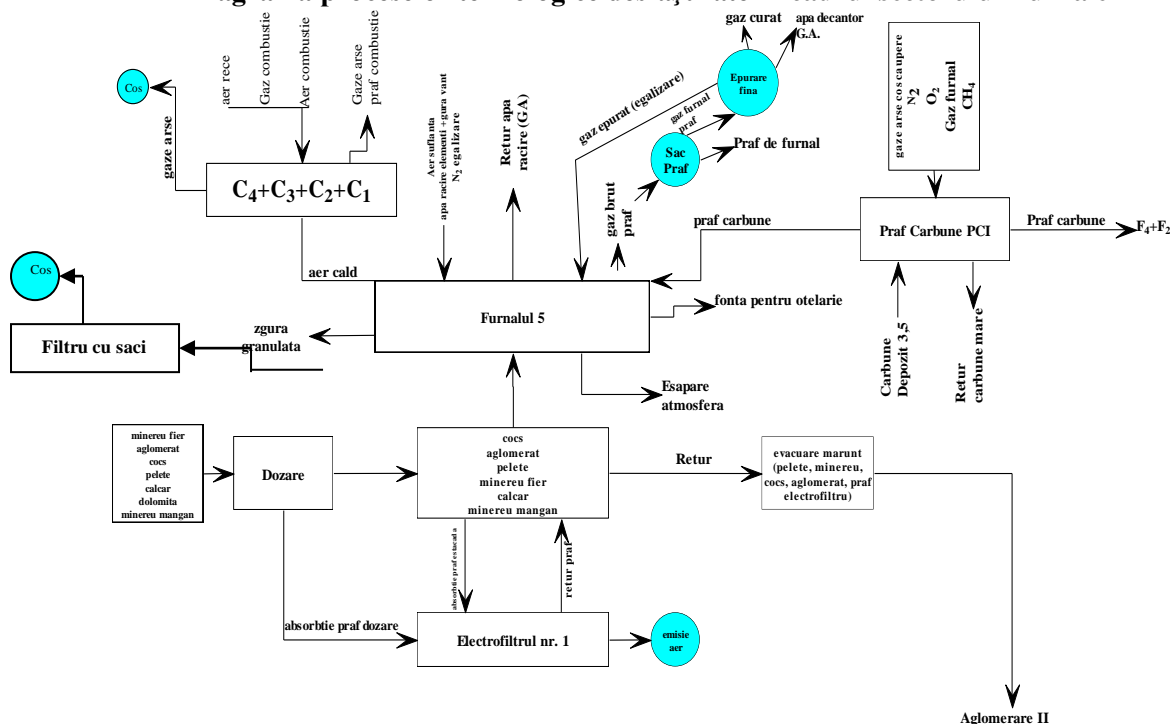 Cos
aer rece
Gaz combustie
Aer combustie
Gaze arse
praf combustie
gaze arse
C4+C3+C2+C1
aer cald
Aer suflanta
apa racire elementi +gura vant
N2 egalizare
Retur apa
racire (GA)
gaz epurat (egalizare)
gaz curat
apa decantor
G.A.
Epurare
fina
gaz furnal
praf
Sac
Praf
Praf de furnal
gaz brut
praf
praf carbune
gaze arse coscaupere
N2
O2
Gaz furnal
CH4
Praf Carbune PCI
Praf carbune
F4+F2
Carbune
Depozit 3,5
Retur
carbune mare
Cos
Filtru cu saci
zgura
granulata
Furnalul 5
fonta pentru otelarie
Esapare
atmosfera
minereu fier
aglomerat
cocs
pelete
calcar
dolomita
minereu mangan
Dozare
cocs
aglomerat
pelete
minereu fier
calcar
minereu mangan
Retur
evacuare marunt
(pelete, minereu,
cocs, aglomerat, praf
electrofiltru)
absorbtie praf estacada
retur praf
absorbtie praf dozare
Electrofiltrul nr. 1
emisie
aer
Aglomerare II